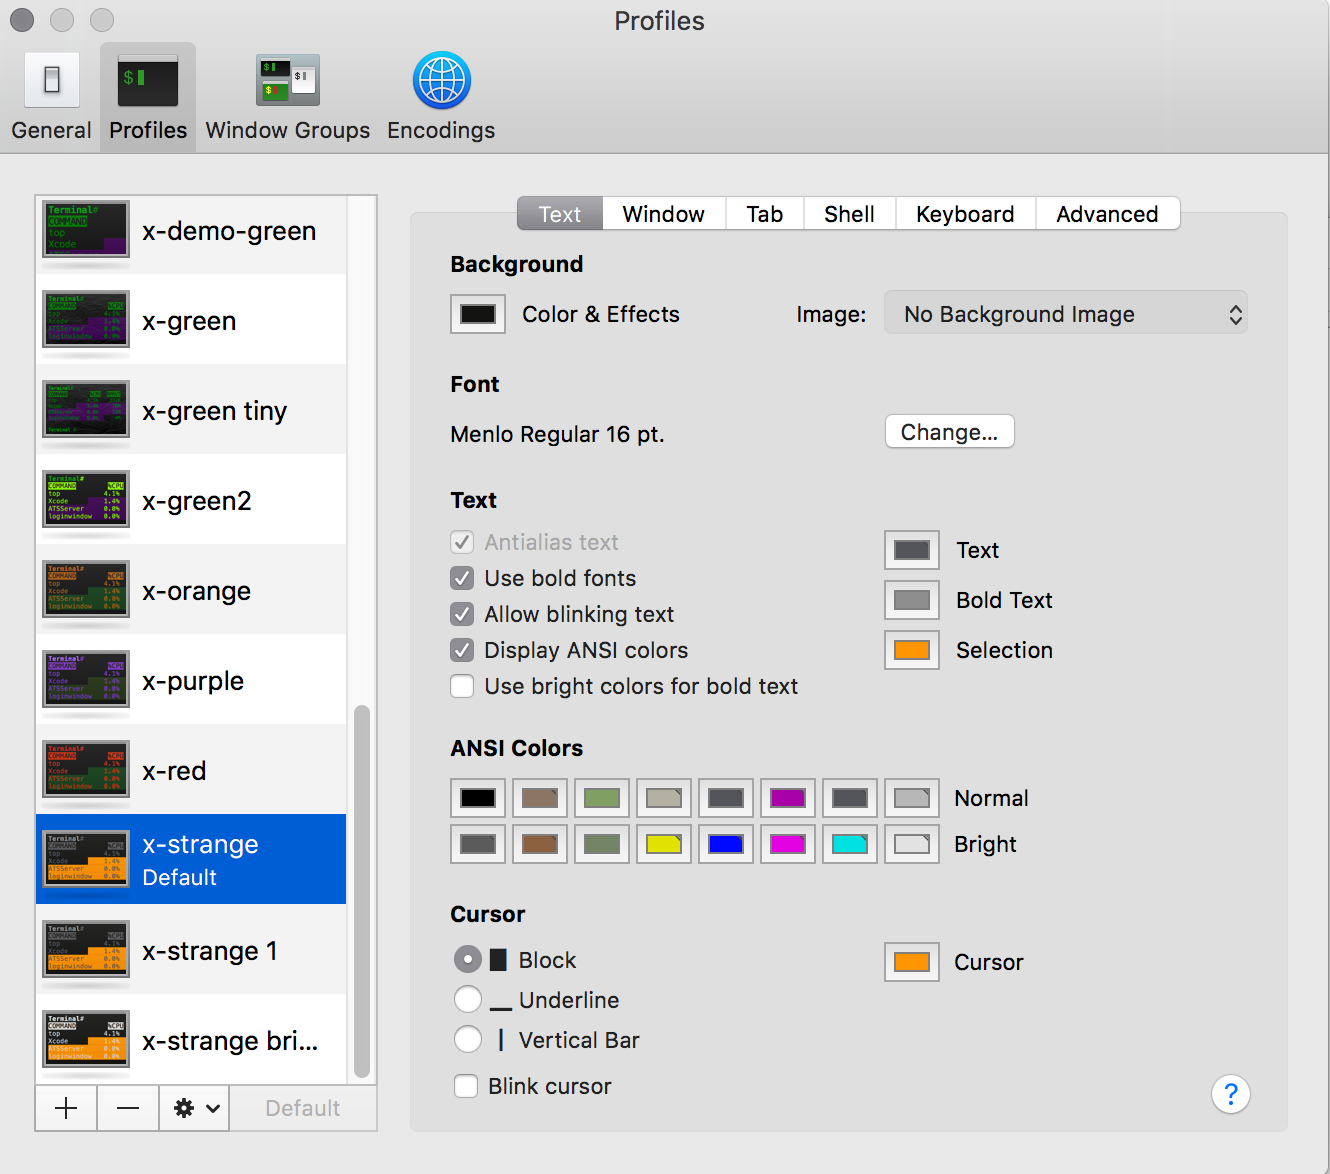 Profiles
General
Profiles
Window Groups
Encodings
x-demo-green
x-green
x-green tiny
x-green2
x-orange
x-purple
x-red
x-strange
Default
x-strange 1
x-strange bri...
Default
Text Window Tab Shell Keyboard Advanced
Background
Color & Effects
Image: No Background Image
Font
Menlo Regular 16 pt.
Change...
Text
Antialias text
Use bold fonts
Allow blinking text
Display ANSI colors
Use bright colors for bold text
Text
Bold Text
Selection
ANSI Colors
Normal
Bright
Cursor
Block
Underline
Vertical Bar
Blink cursor
Cursor
?